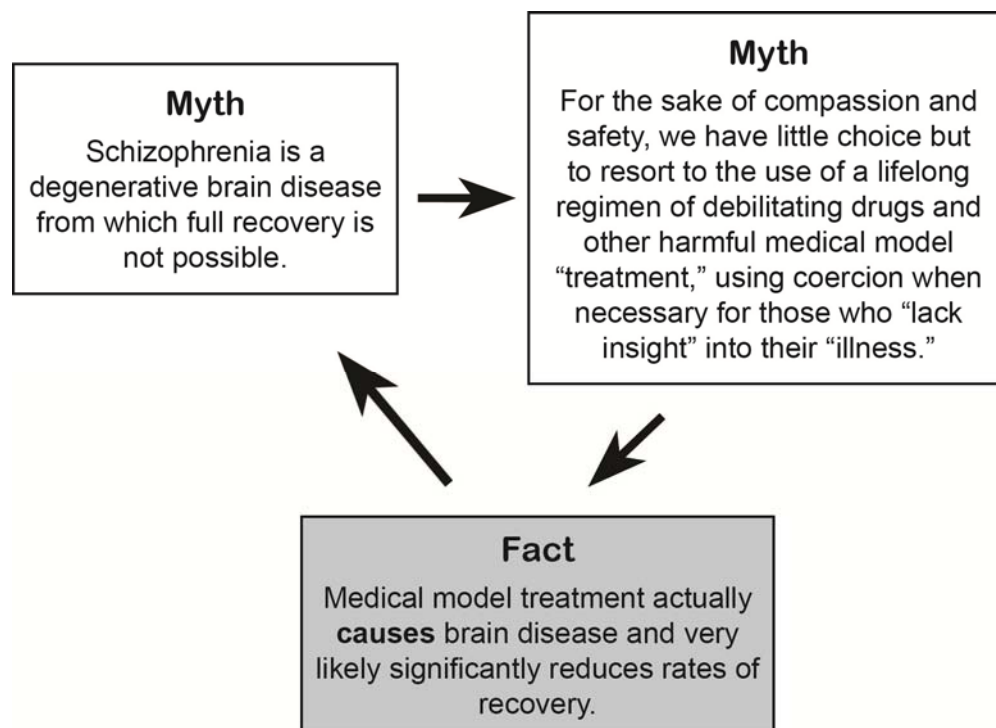 Myth
Schizophrenia is a
degenerative brain disease
from which full recovery is
not possible.
Myth
For the sake of compassion and
safety, we have little choice but
to resort to the use of a lifelong
regimen of debilitating drugs and
other harmful medical model
“treatment,” using coercion when
necessary for those who “lack
insight” into their “illness.”
Fact
Medical model treatment actually
causes brain disease and very
likely significantly reduces rates of
recovery.